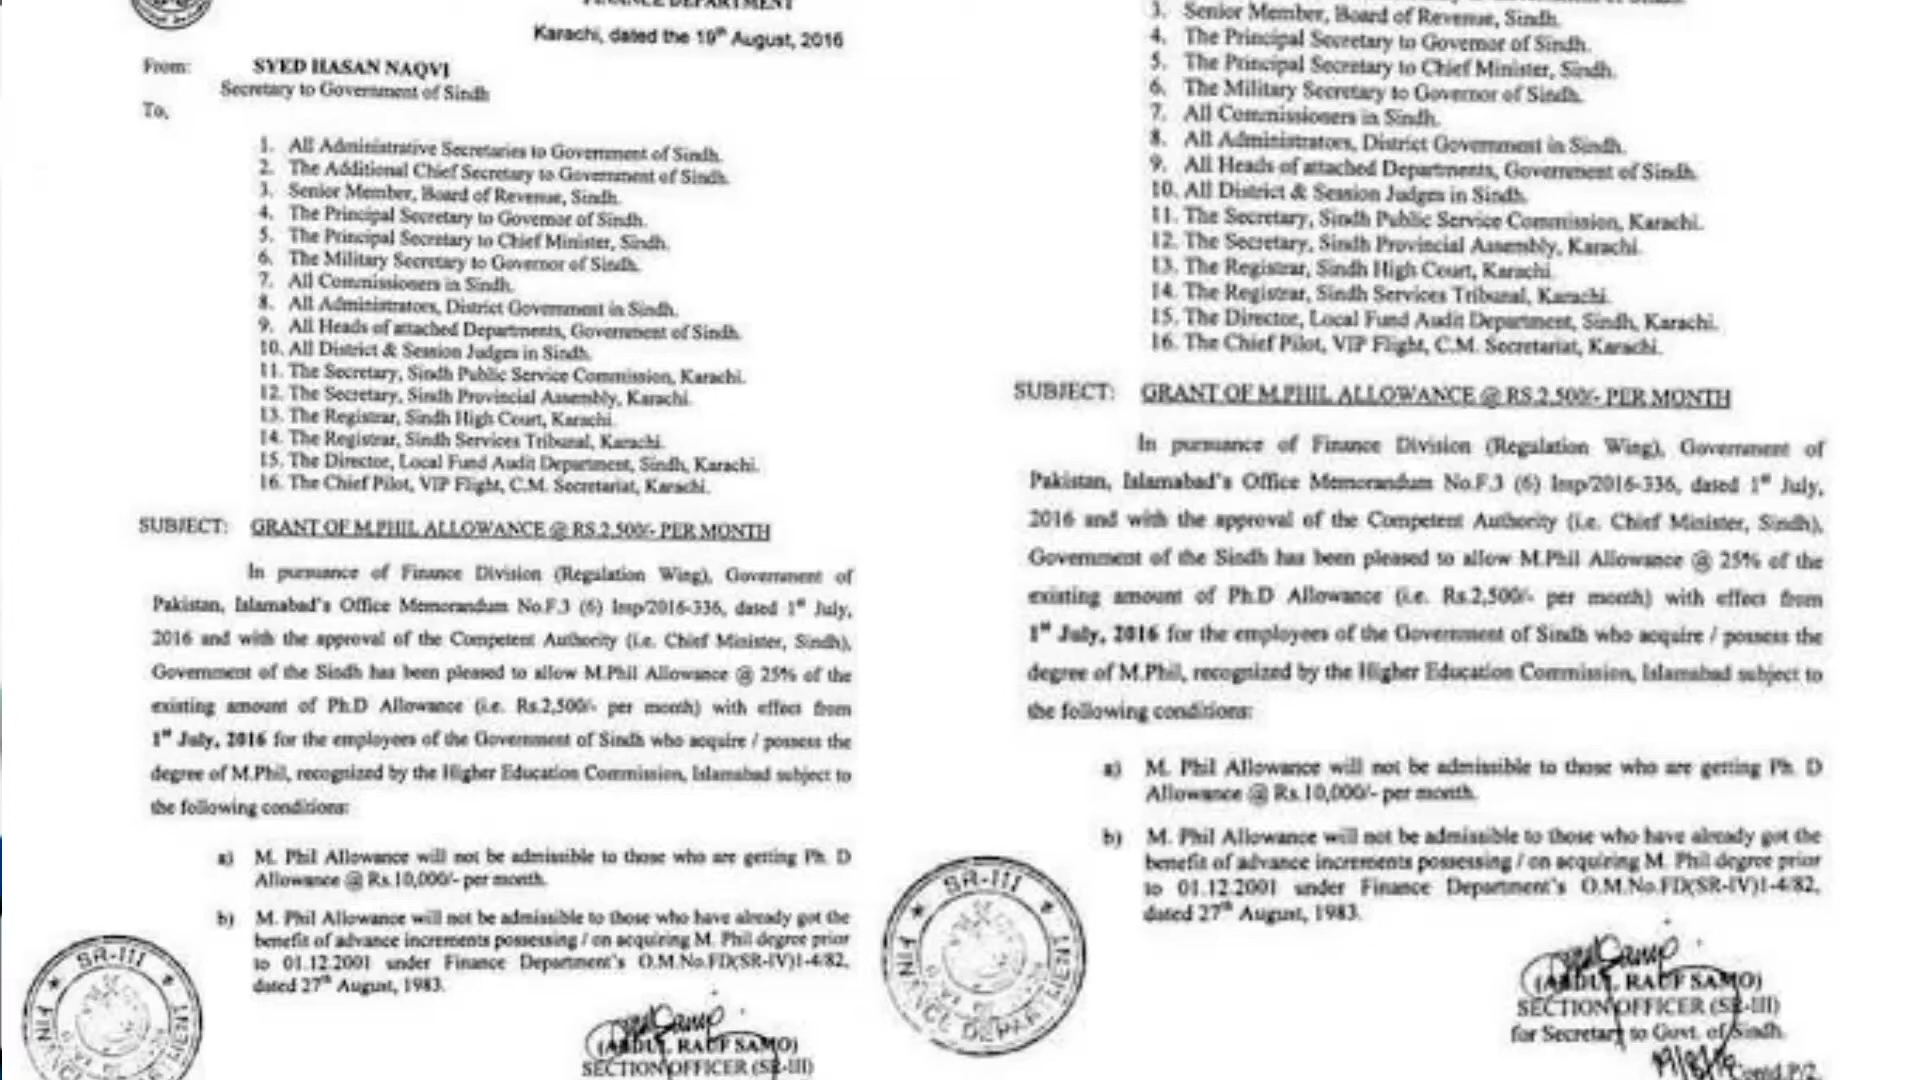 FINANCE DEPARTMENT
Karachi, dated the 19th August, 2016
From: SYED HASAN NAQVI
Secretary to Government of Sindh
To,
1. All Administrative Secretaries to Government of Sindh.
2. The Additional Chief Secretary to Government of Sindh.
3. Senior Member, Board of Revenue, Sindh.
4. The Principal Secretary to Governor of Sindh.
5. The Principal Secretary to Chief Minister, Sindh.
6. The Military Secretary to Governor of Sindh.
7. All Commissioners in Sindh.
8. All Administrators, District Government in Sindh.
9. All Heads of attached Departments, Government of Sindh.
10. All District & Session Judges in Sindh.
11. The Secretary, Sindh Public Service Commission, Karachi.
12. The Secretary, Sindh Provincial Assembly, Karachi.
13. The Registrar, Sindh High Court, Karachi.
14. The Registrar, Sindh Services Tribunal, Karachi.
15. The Director, Local Fund Audit Department, Sindh, Karachi.
16. The Chief Pilot, VIP Flight, C.M. Secretariat, Karachi.
SUBJECT: GRANT OF M.PHIL ALLOWANCE @ RS.2,500/- PER MONTH
In pursuance of Finance Division (Regulation Wing), Government of
Pakistan, Islamabad's Office Memorandum No.F.3 (6) Imp/2016-336, dated 1st July,
2016 and with the approval of the Competent Authority (i.e. Chief Minister, Sindh),
Government of the Sindh has been pleased to allow M.Phil Allowance @ 25% of the
existing amount of Ph.D Allowance (i.e. Rs.2,500/- per month) with effect from
1st July, 2016 for the employees of the Government of Sindh who acquire / possess the
degree of M.Phil, recognized by the Higher Education Commission, Islamabad subject to
the following conditions:
a) M. Phil Allowance will not be admissible to those who are getting Ph. D
Allowance @ Rs.10,000/- per month.
b) M. Phil Allowance will not be admissible to those who have already got the
benefit of advance increments possessing / on acquiring M. Phil degree prior
to 01.12.2001 under Finance Department's O.M.No.FD(SR-IV)1-4/82,
dated 27th August, 1983.
SR-III
(ABDUL RAUF SAMO)
SECTION OFFICER (SR-III)
3. Senior Member, Board of Revenue, Sindh.
4. The Principal Secretary to Governor of Sindh.
5. The Principal Secretary to Chief Minister, Sindh.
6. The Military Secretary to Governor of Sindh.
7. All Commissioners in Sindh.
8. All Administrators, District Government in Sindh.
9. All Heads of attached Departments, Government of Sindh.
10. All District & Session Judges in Sindh.
11. The Secretary, Sindh Public Service Commission, Karachi.
12. The Secretary, Sindh Provincial Assembly, Karachi.
13. The Registrar, Sindh High Court, Karachi.
14. The Registrar, Sindh Services Tribunal, Karachi.
15. The Director, Local Fund Audit Department, Sindh, Karachi.
16. The Chief Pilot, VIP Flight, C.M. Secretariat, Karachi.
SUBJECT: GRANT OF M.PHIL ALLOWANCE @ RS.2,500/- PER MONTH
In pursuance of Finance Division (Regulation Wing), Government of
Pakistan, Islamabad's Office Memorandum No.F.3 (6) Imp/2016-336, dated 1st July,
2016 and with the approval of the Competent Authority (i.e. Chief Minister, Sindh),
Government of the Sindh has been pleased to allow M.Phil Allowance @ 25% of the
existing amount of Ph.D Allowance (i.e. Rs.2,500/- per month) with effect from
1st July, 2016 for the employees of the Government of Sindh who acquire / possess the
degree of M.Phil, recognized by the Higher Education Commission, Islamabad subject to
the following conditions:
a) M. Phil Allowance will not be admissible to those who are getting Ph. D
Allowance @ Rs.10,000/- per month.
b) M. Phil Allowance will not be admissible to those who have already got the
benefit of advance increments possessing / on acquiring M. Phil degree prior
to 01.12.2001 under Finance Department's O.M.No.FD(SR-IV)1-4/82,
dated 27th August, 1983.
SR-III
FINANCE DEPARTMENT
(ABDUL RAUF SAMO)
SECTION OFFICER (SR-III)
for Secretary to Govt. of Sindh.
Contd.P/2